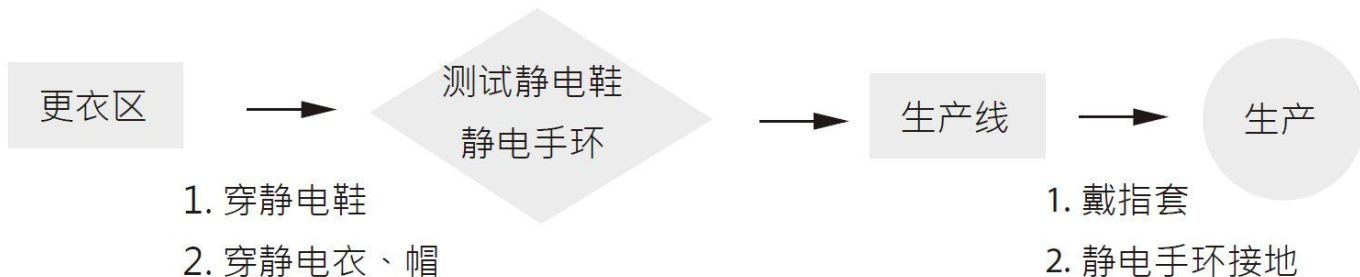 更衣区
测试静电鞋
静电手环
生产线
生产
1. 穿静电鞋
2. 穿静电衣、帽
1. 戴指套
2. 静电手环接地